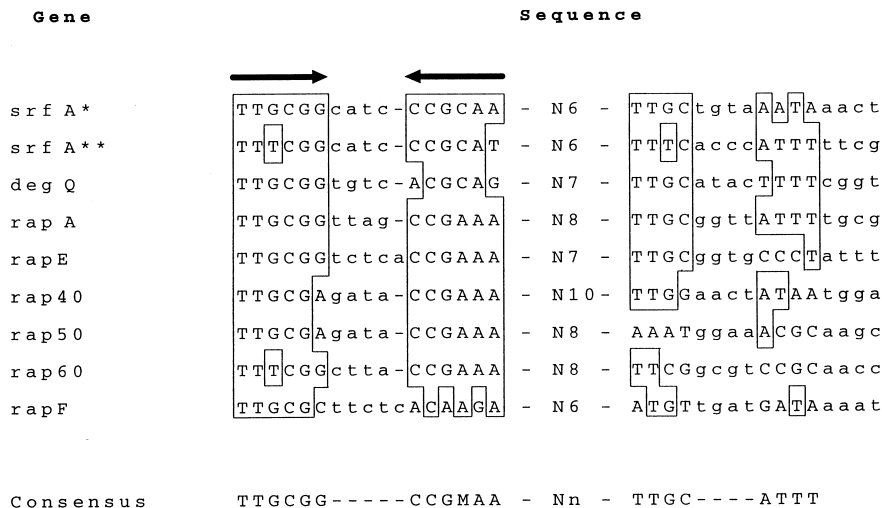 Gene Sequence
srf A* TTGCGGcatc-CCGCAA - N6 - TTGCtgtaAATAaact
srf A** TTTCGGcatc-CCGCAT - N6 - TTTCacccATTTttcg
deg Q TTGCGGtgtc-ACGCAG - N7 - TTGCatacTTTTcggt
rap A TTGCGGttag-CCGAAA - N8 - TTGCggttATTTtgcg
rapE TTGCGGtctcaCCGAAA - N7 - TTGCggtgCCCTattt
rap40 TTGCGAgata-CCGAAA - N10- TTGGaactATAAtgga
rap50 TTGCGAgata-CCGAAA - N8 - AAATggaaACGCaagc
rap60 TTTCGGctta-CCGAAA - N8 - TTCGgcgtCCGCaacc
rapF TTGCGCttctcACAAGA - N6 - ATGTtgatGATAaaat
Consensus TTGCGG-----CCGMAA - Nn - TTGC----ATTT